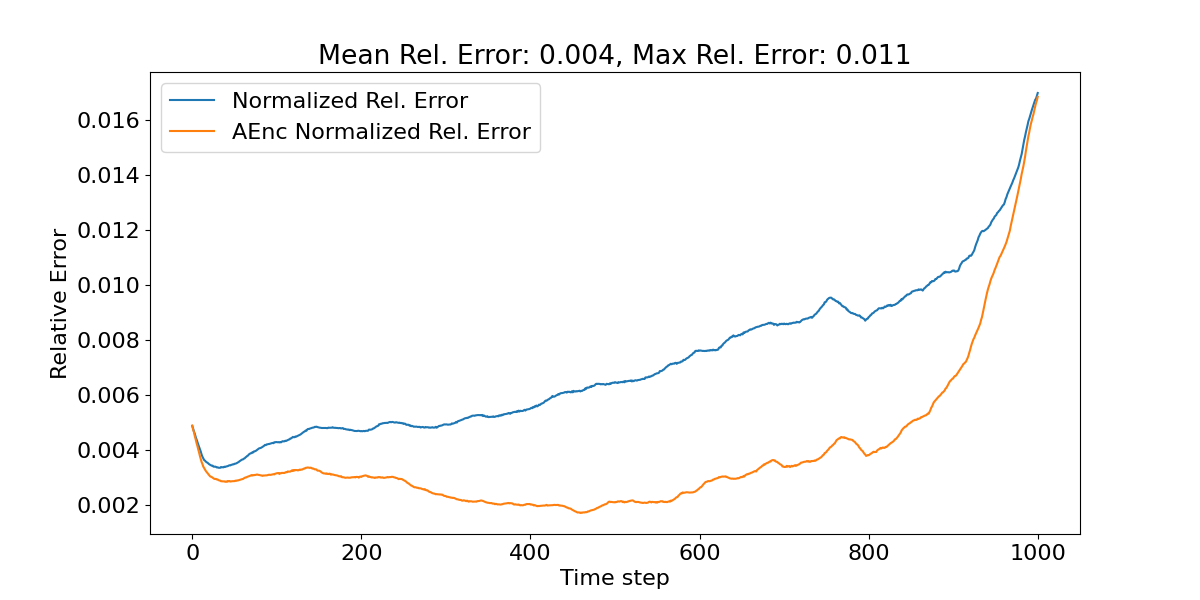 Mean Rel. Error: 0.004, Max Rel. Error: 0.011
Normalized Rel. Error
AEnc Normalized Rel. Error
Relative Error
0.016
0.014
0.012
0.010
0.008
0.006
0.004
0.002
0 200 400 600 800 1000
Time step